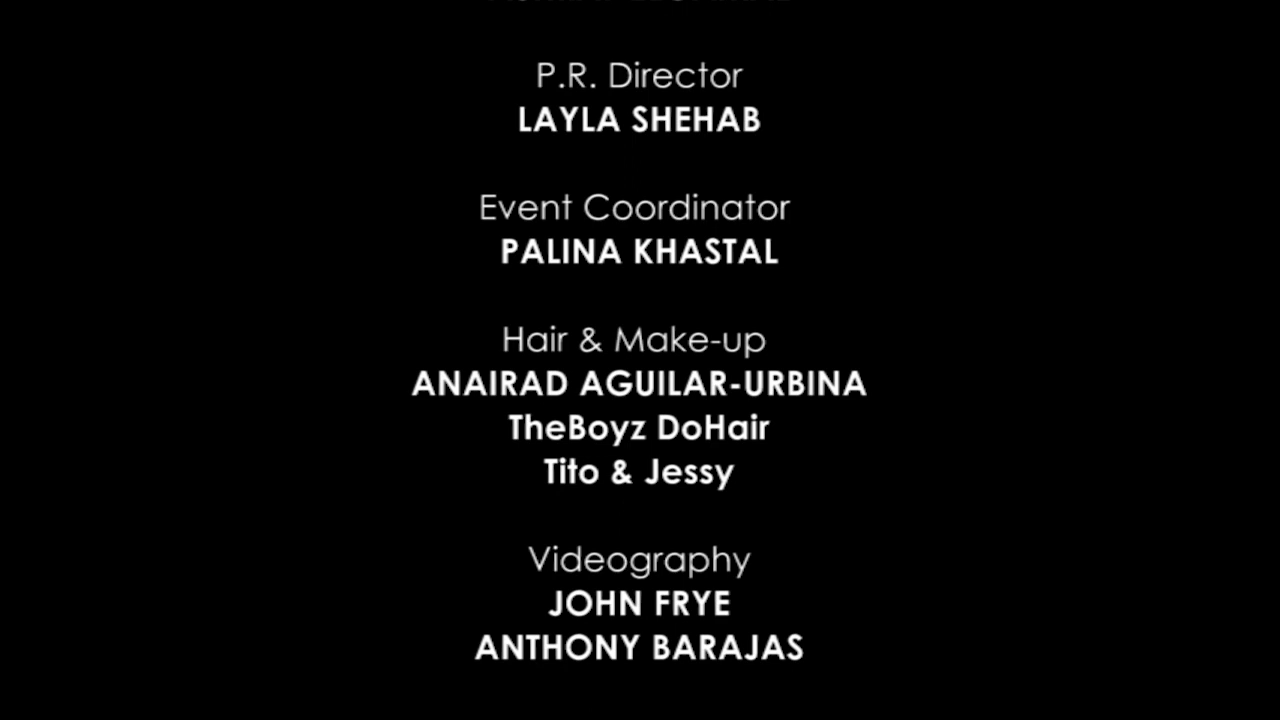 P.R. Director
LAYLA SHEHAB
Event Coordinator
PALINA KHASTAL
Hair & Make-up
ANAIRAD AGUILAR-URBINA
TheBoyz DoHair
Tito & Jessy
Videography
JOHN FRYE
ANTHONY BARAJAS